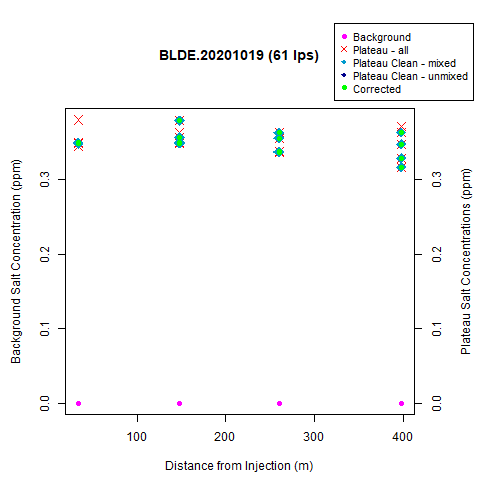 BLDE.20201019 (61 lps)
Background
Plateau - all
Plateau Clean - mixed
Plateau Clean - unmixed
Corrected
Background Salt Concentration (ppm)
0.0
0.1
0.2
0.3
Plateau Salt Concentrations (ppm)
0.0
0.1
0.2
0.3
100 200 300 400
Distance from Injection (m)